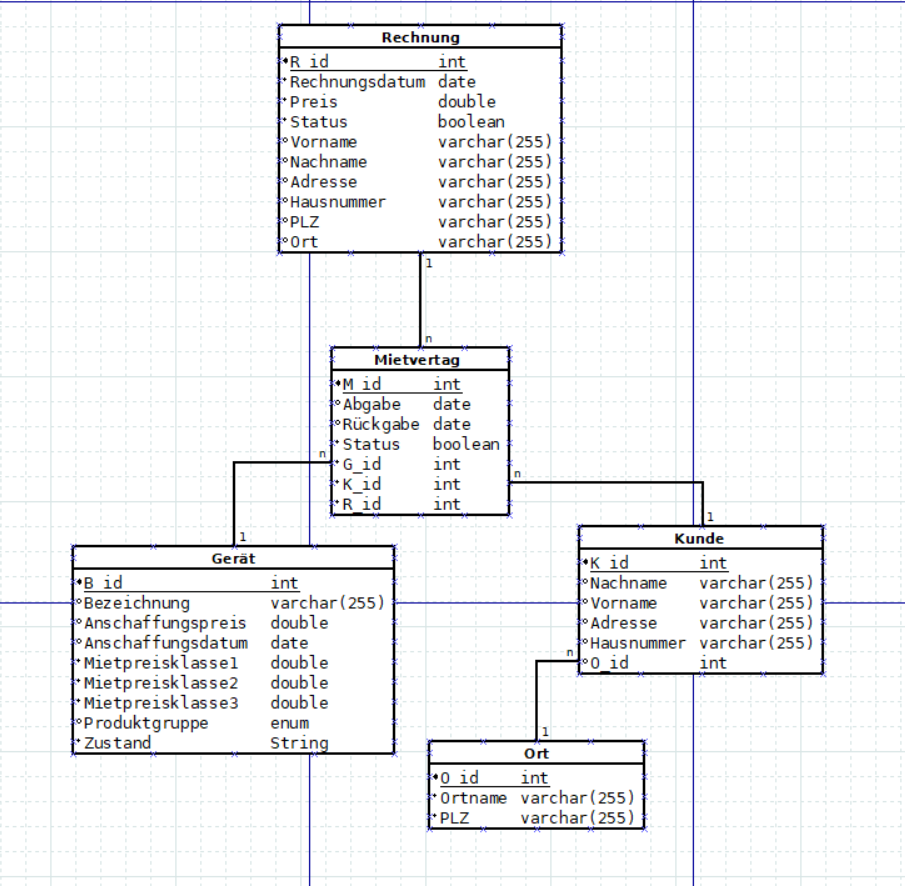 Rechnung
R_id int
Rechnungsdatum date
Preis double
Status boolean
Vorname varchar(255)
Nachname varchar(255)
Adresse varchar(255)
Hausnummer varchar(255)
PLZ varchar(255)
Ort varchar(255)
1
n
Mietvertag
M_id int
Abgabe date
Rückgabe date
Status boolean
n G_id int
K_id int n
R_id int
1
1
Gerät
B_id int
Bezeichnung varchar(255)
Anschaffungspreis double
Anschaffungsdatum date
Mietpreisklasse1 double
Mietpreisklasse2 double
Mietpreisklasse3 double
Produktgruppe enum
Zustand String
Kunde
K_id int
Nachname varchar(255)
Vorname varchar(255)
Adresse varchar(255)
Hausnummer varchar(255)
n O_id int
1
Ort
O_id int
Ortname varchar(255)
PLZ varchar(255)